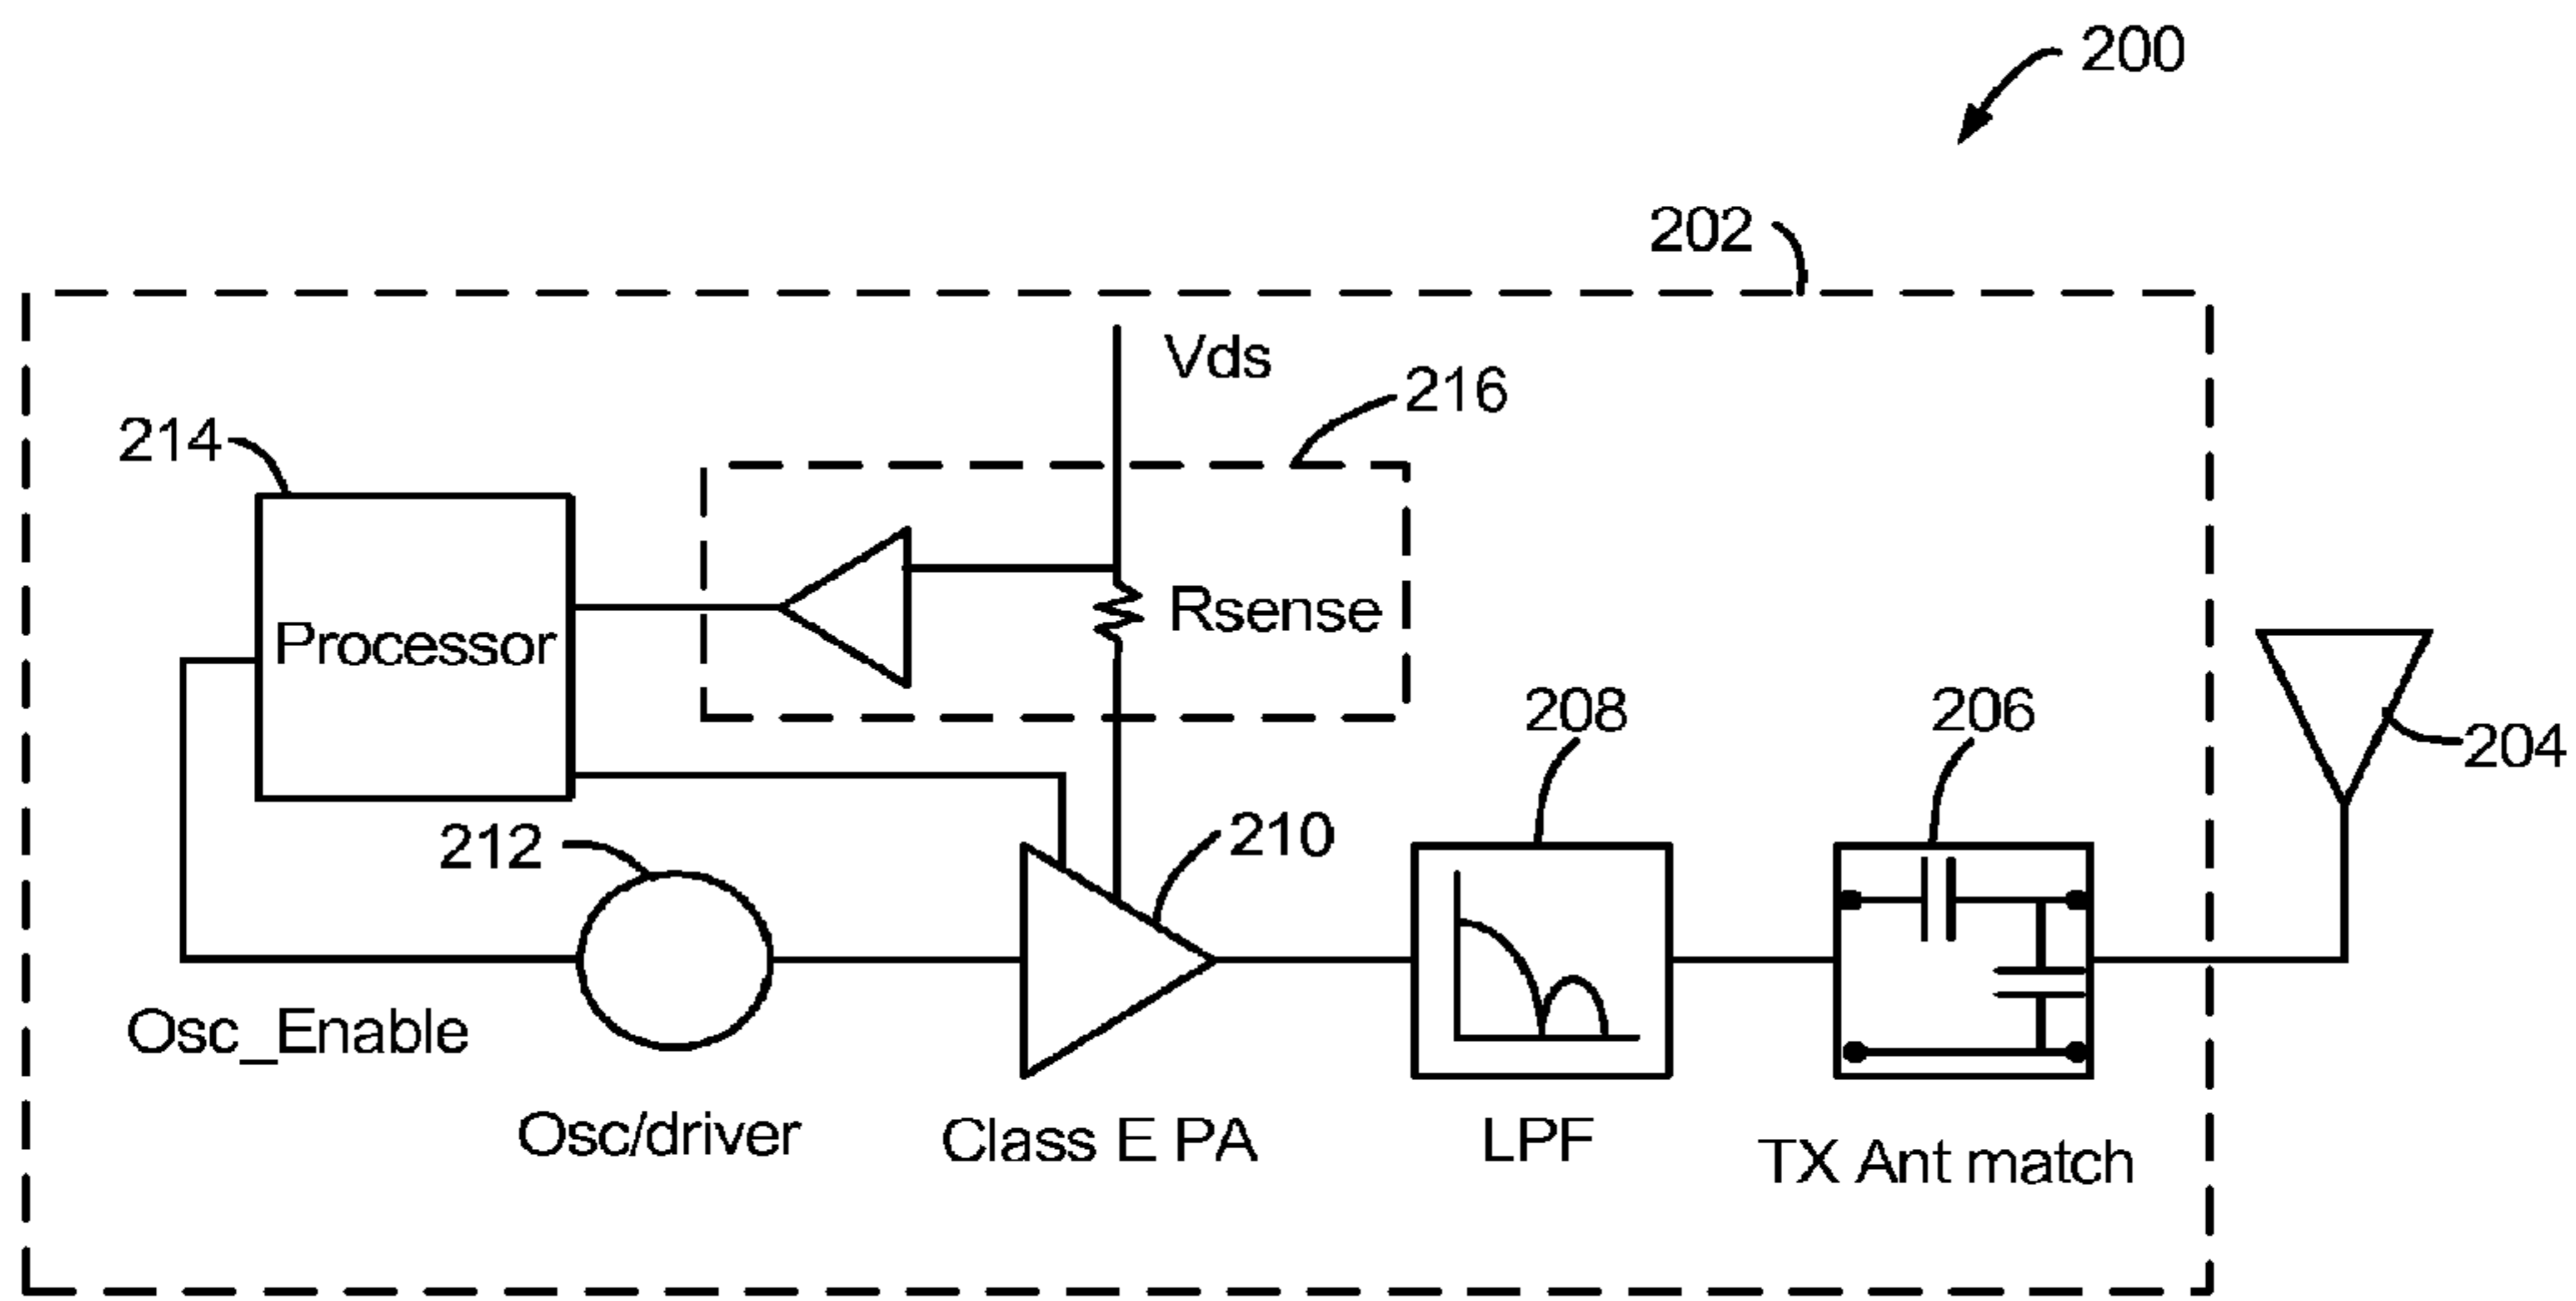 200
202
Vds
216
214
Processor
Rsense
208
206
204
212
210
Osc_Enable
Osc/driver
Class E PA
LPF
TX Ant match